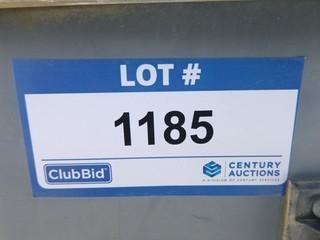 LOT #
1185
ClubBid
CENTURY
AUCTIONS
A DIVISION OF CENTURY SERVICES